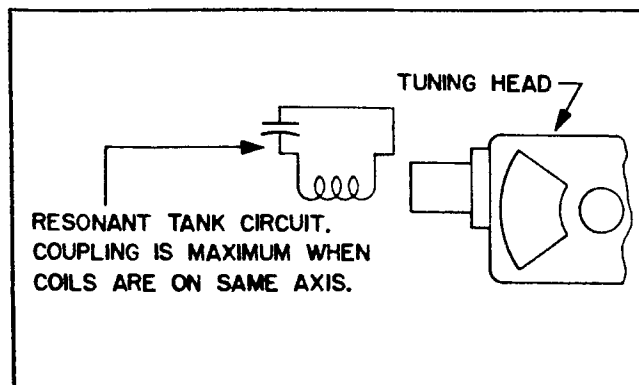 TUNING HEAD
RESONANT TANK CIRCUIT.
COUPLING IS MAXIMUM WHEN
COILS ARE ON SAME AXIS.